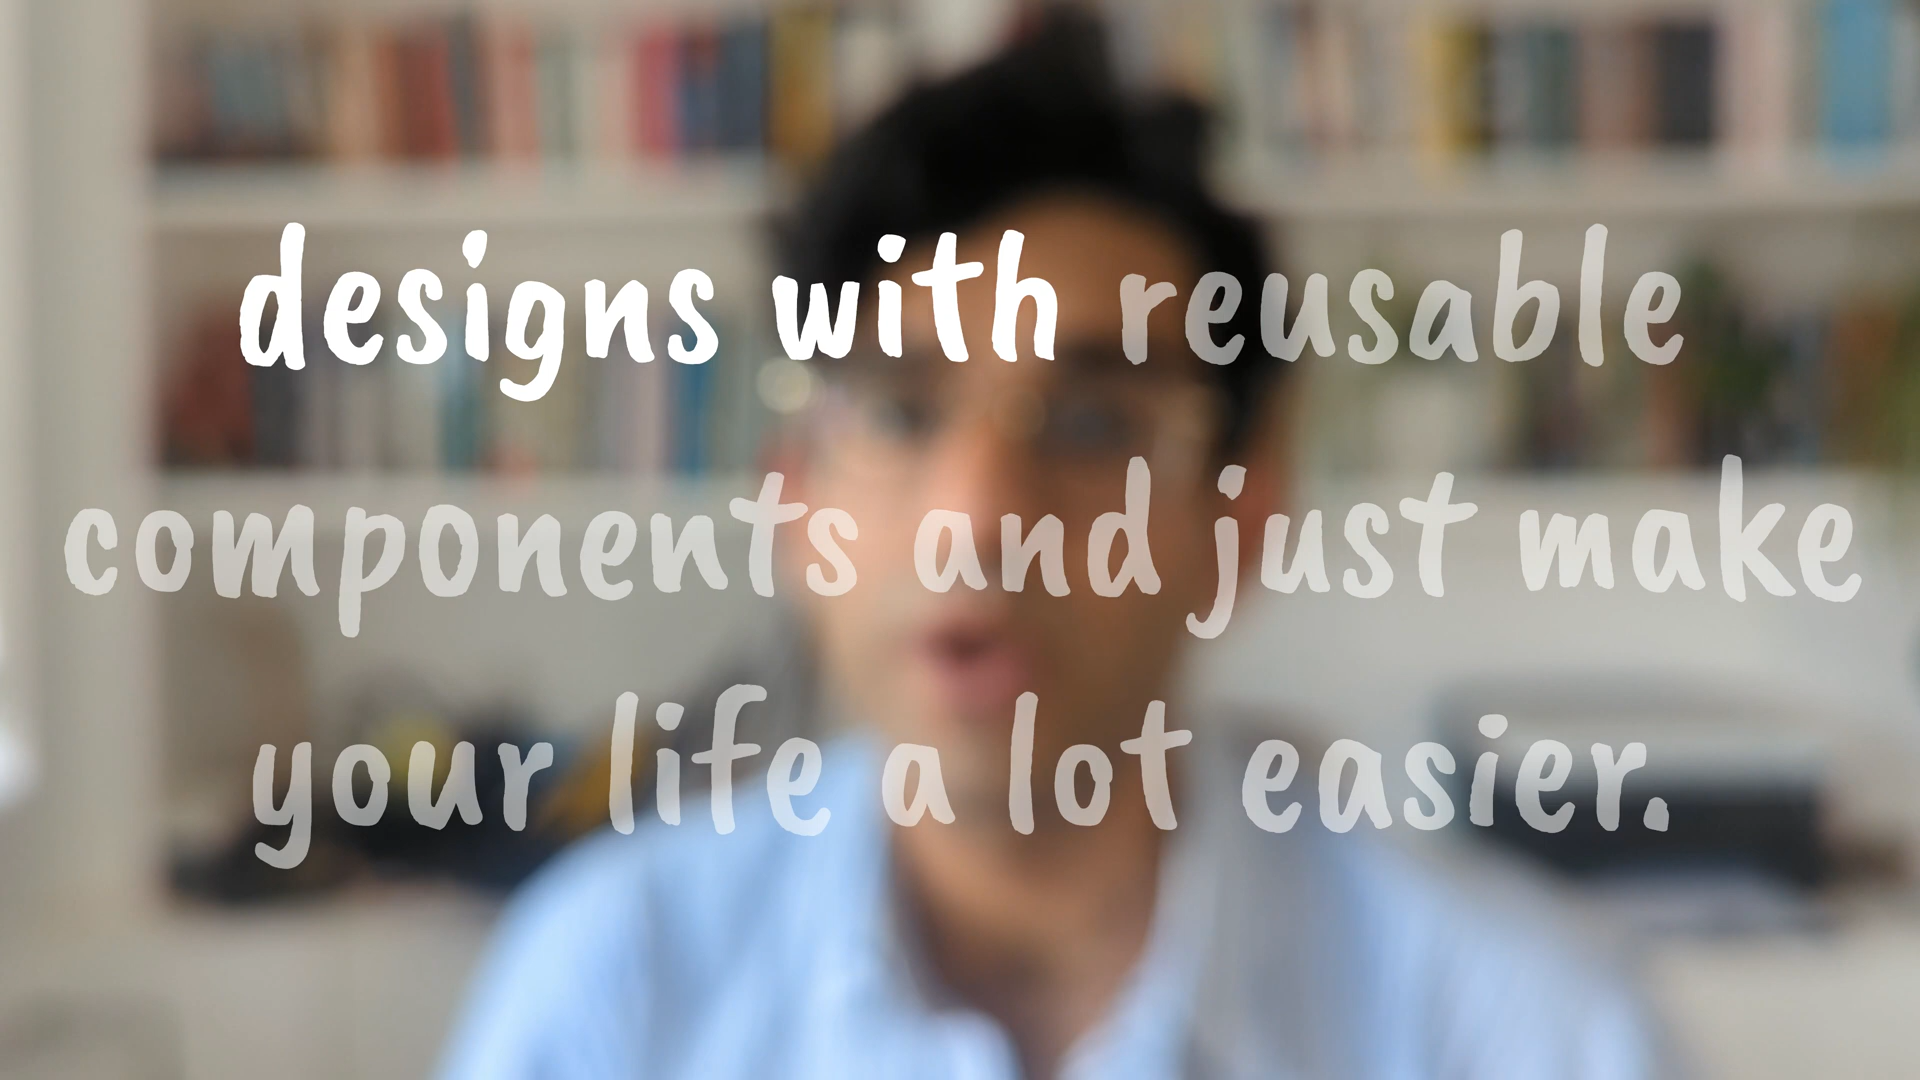 designs with reusable
components and just make
your life a lot easier.